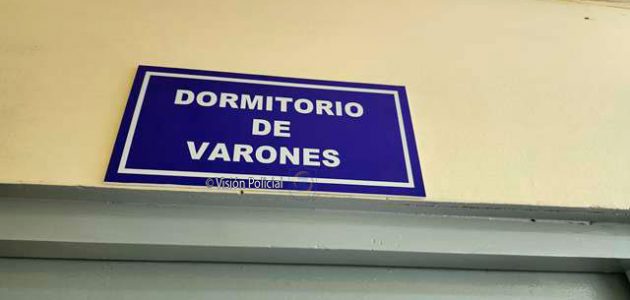 DORMITORIO
DE
VARONES
© Visión Policial